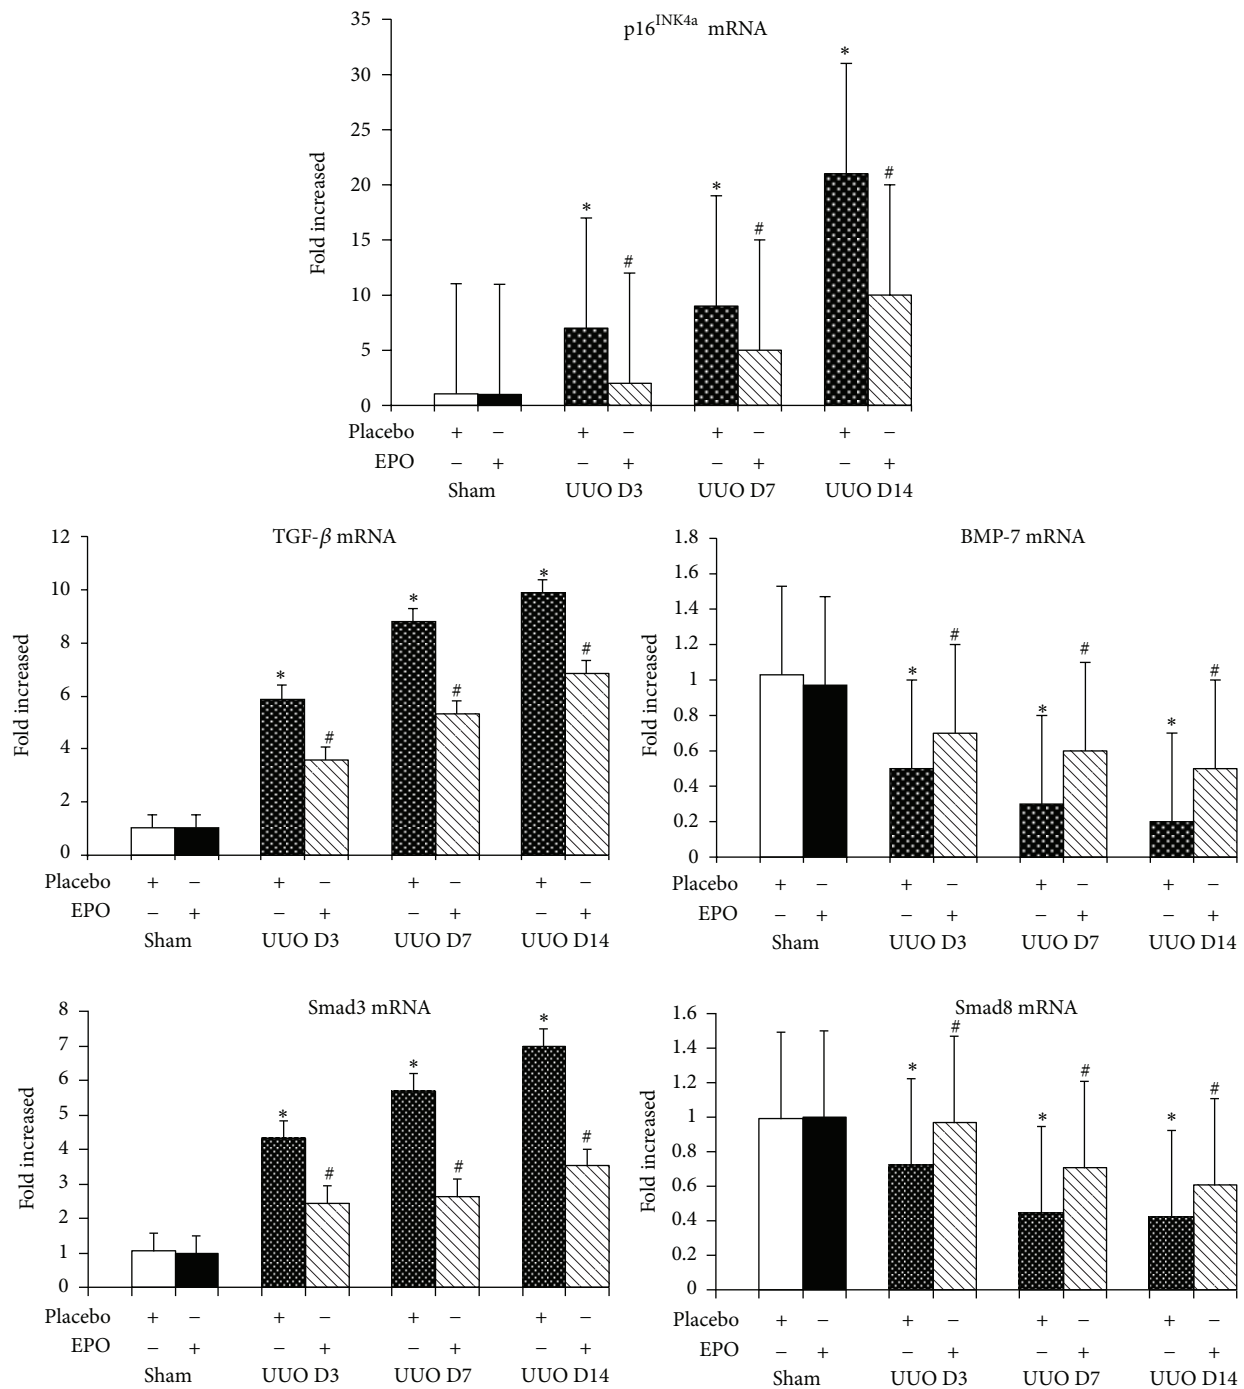 p16^INK4a mRNA
Fold increased
35
30
25
20
15
10
5
0
* # * # * #
Placebo + − + − + − + −
EPO − + − + − + − +
Sham UUO D3 UUO D7 UUO D14
TGF-β mRNA
Fold increased
12
10
8
6
4
2
0
* # * # * #
Placebo + − + − + − + −
EPO − + − + − + − +
Sham UUO D3 UUO D7 UUO D14
BMP-7 mRNA
Fold increased
1.8
1.6
1.4
1.2
1
0.8
0.6
0.4
0.2
0
* # * # * #
Placebo + − + − + − + −
EPO − + − + − + − +
Sham UUO D3 UUO D7 UUO D14
Smad3 mRNA
Fold increased
8
7
6
5
4
3
2
1
0
* # * # * #
Placebo + − + − + − + −
EPO − + − + − + − +
Sham UUO D3 UUO D7 UUO D14
Smad8 mRNA
Fold increased
1.6
1.4
1.2
1
0.8
0.6
0.4
0.2
0
* # * # * #
Placebo + − + − + − + −
EPO − + − + − + − +
Sham UUO D3 UUO D7 UUO D14